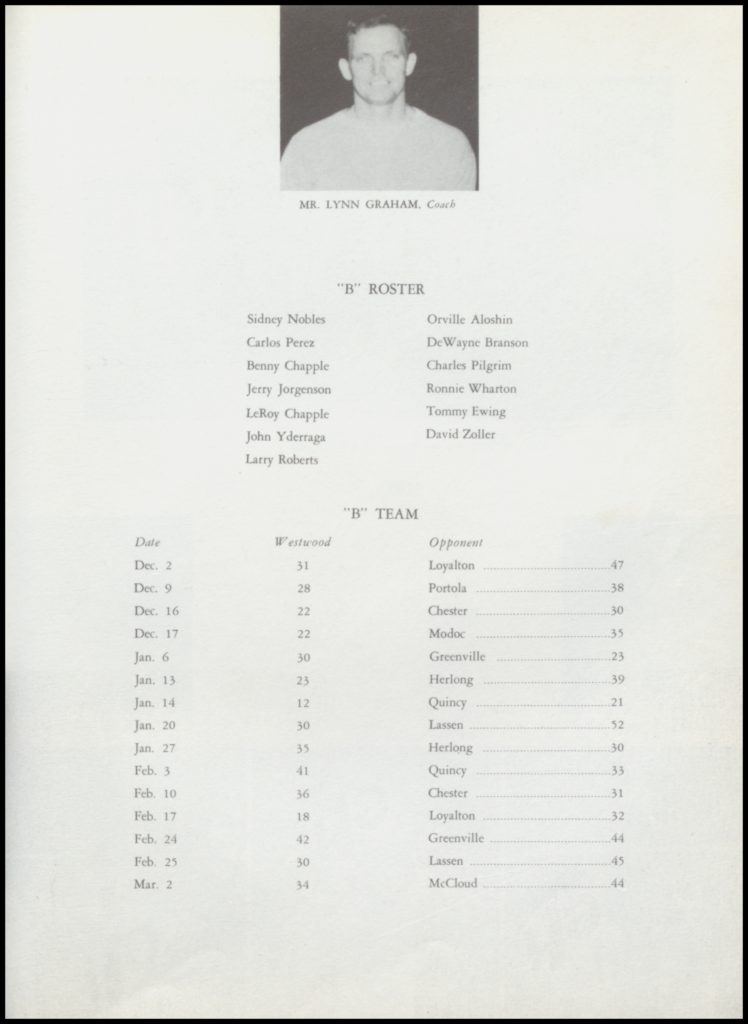 MR. LYNN GRAHAM, Coach
"B" ROSTER
Sidney Nobles Orville Aloshin
Carlos Perez DeWayne Branson
Benny Chapple Charles Pilgrim
Jerry Jorgenson Ronnie Wharton
LeRoy Chapple Tommy Ewing
John Yderraga David Zoller
Larry Roberts
"B" TEAM
Date Westwood Opponent
Dec. 2 31 Loyalton 47
Dec. 9 28 Portola 38
Dec. 16 22 Chester 30
Dec. 17 22 Modoc 35
Jan. 6 30 Greenville 23
Jan. 13 23 Herlong 39
Jan. 14 12 Quincy 21
Jan. 20 30 Lassen 52
Jan. 27 35 Herlong 30
Feb. 3 41 Quincy 33
Feb. 10 36 Chester 31
Feb. 17 18 Loyalton 32
Feb. 24 42 Greenville 44
Feb. 25 30 Lassen 45
Mar. 2 34 McCloud 44